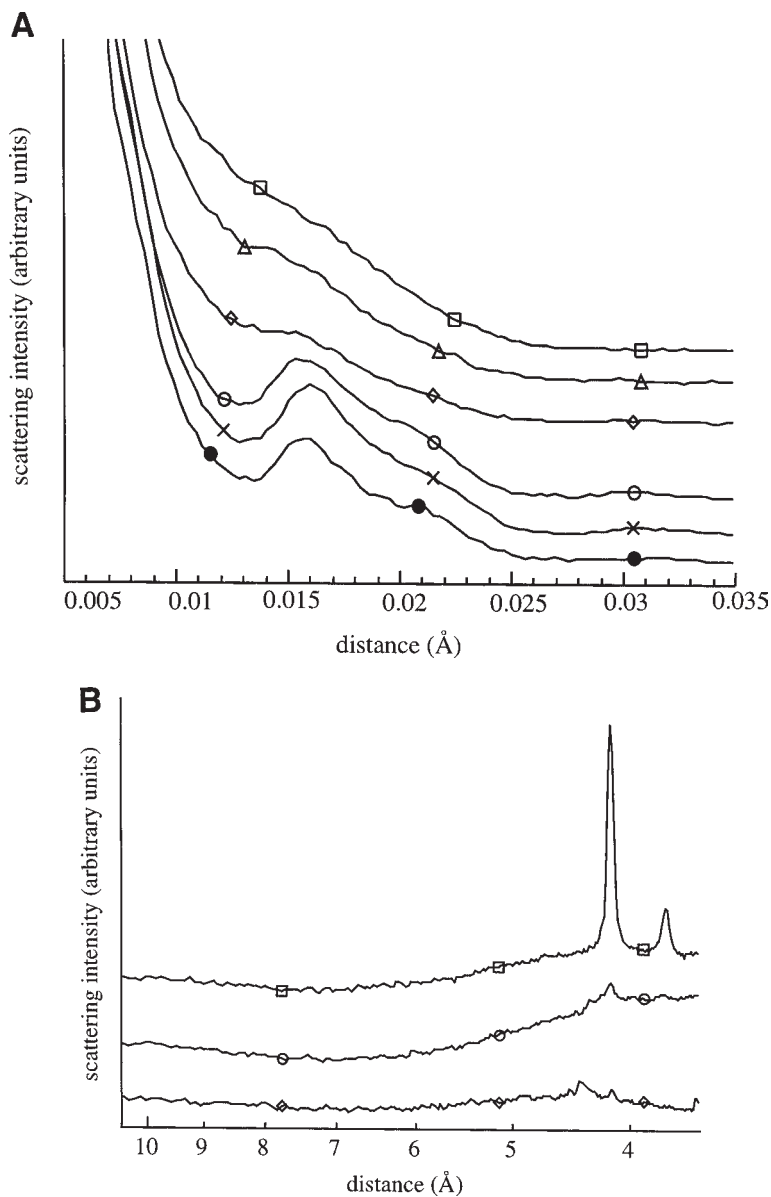 A
scattering intensity (arbitrary units)
0.005 0.01 0.015 0.02 0.025 0.03 0.035
distance (Å)
B
scattering intensity (arbitrary units)
10 9 8 7 6 5 4
distance (Å)